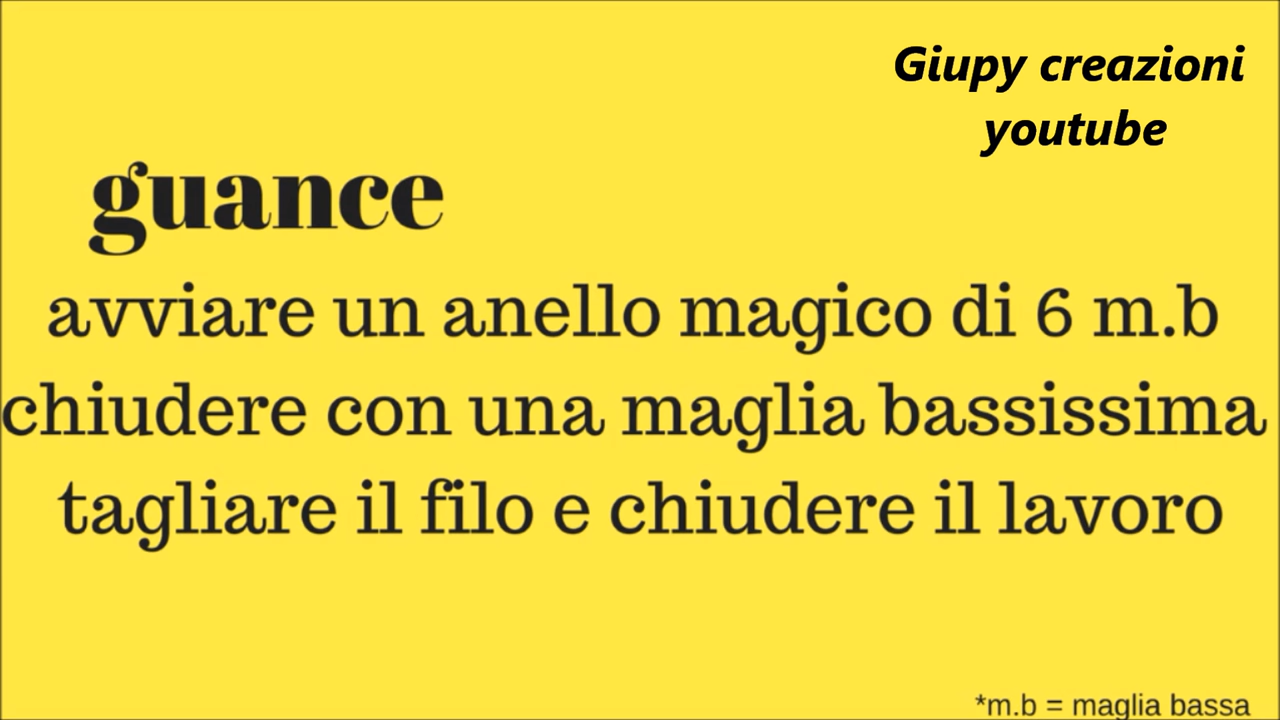 Giupy creazioni
youtube
guance
avviare un anello magico di 6 m.b
chiudere con una maglia bassissima
tagliare il filo e chiudere il lavoro
*m.b = maglia bassa